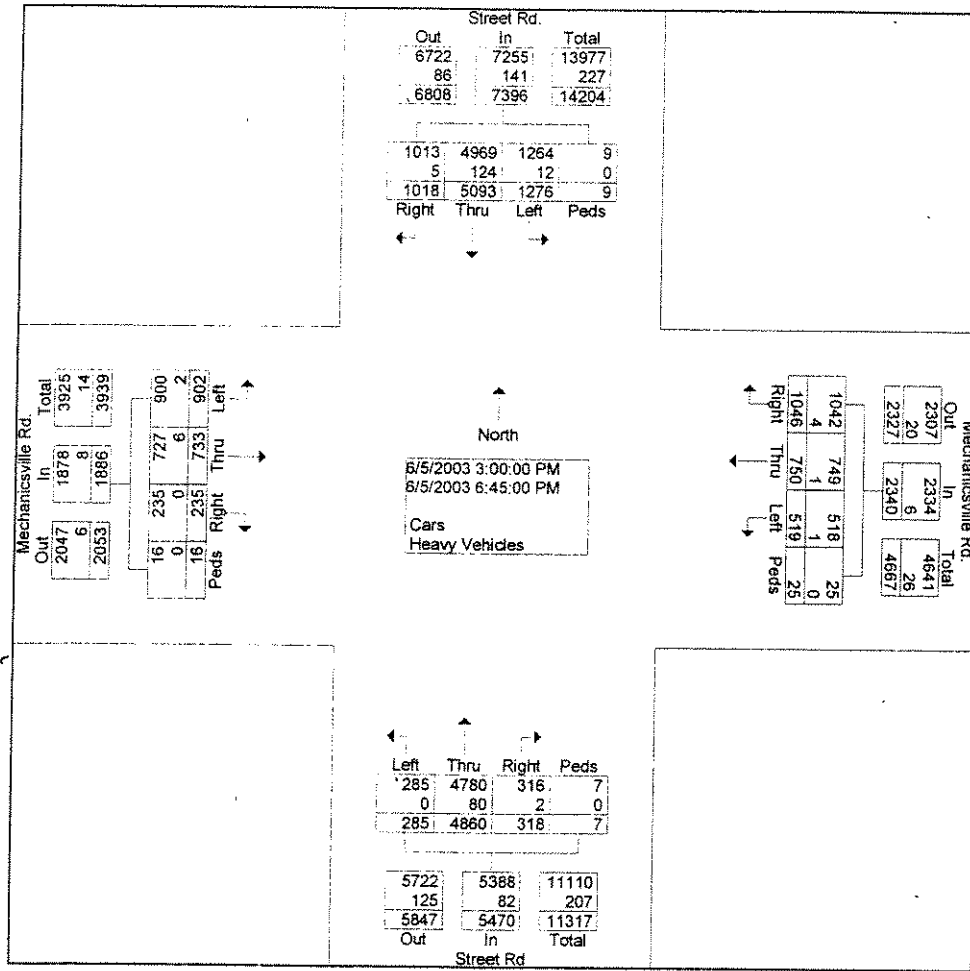 Street Rd.
Out In Total
6722 7255 13977
86 141 227
6808 7396 14204
1013 4969 1264 9
5 124 12 0
1018 5093 1276 9
Right Thru Left Peds
Mechanicsville Rd.
Total In Out
3925 1878 2047
14 8 6
3939 1886 2053
900 727 235 16
2 6 0 0
902 733 235 16
Left Thru Right Peds
North
6/5/2003 3:00:00 PM
6/5/2003 6:45:00 PM
Cars
Heavy Vehicles
Mechanicsville Rd.
Out In Total
2307 2334 4641
20 6 26
2327 2340 4667
1042 749 518 25
4 1 1 0
1046 750 519 25
Right Thru Left Peds
Left Thru Right Peds
285 4780 316 7
0 80 2 0
285 4860 318 7
5722 5388 11110
125 82 207
5847 5470 11317
Out In Total
Street Rd